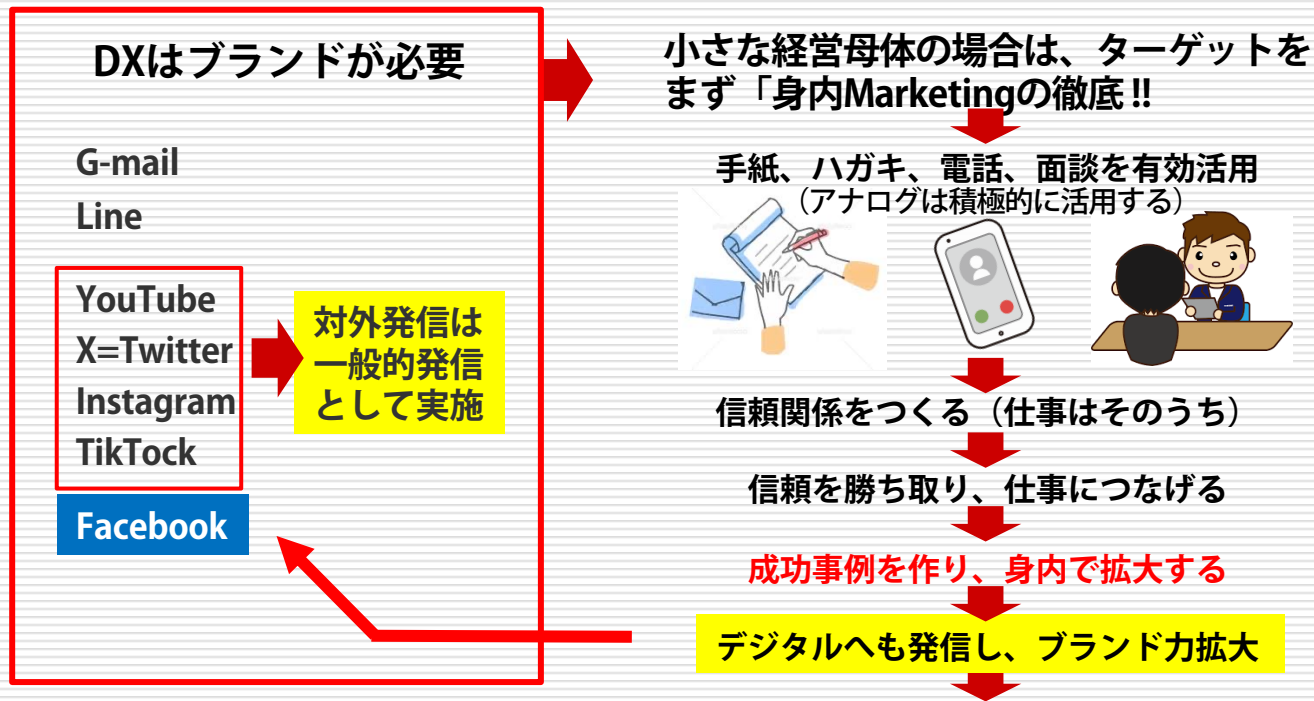 DXはブランドが必要
G-mail
Line
YouTube
X=Twitter
Instagram
TikTock
Facebook
対外発信は
一般的発信
として実施
小さな経営母体の場合は、ターゲットを
まず「身内Marketingの徹底 !!
手紙、ハガキ、電話、面談を有効活用
（アナログは積極的に活用する）
信頼関係をつくる（仕事はそのうち）
信頼を勝ち取り、仕事につなげる
成功事例を作り、身内で拡大する
デジタルへも発信し、ブランド力拡大